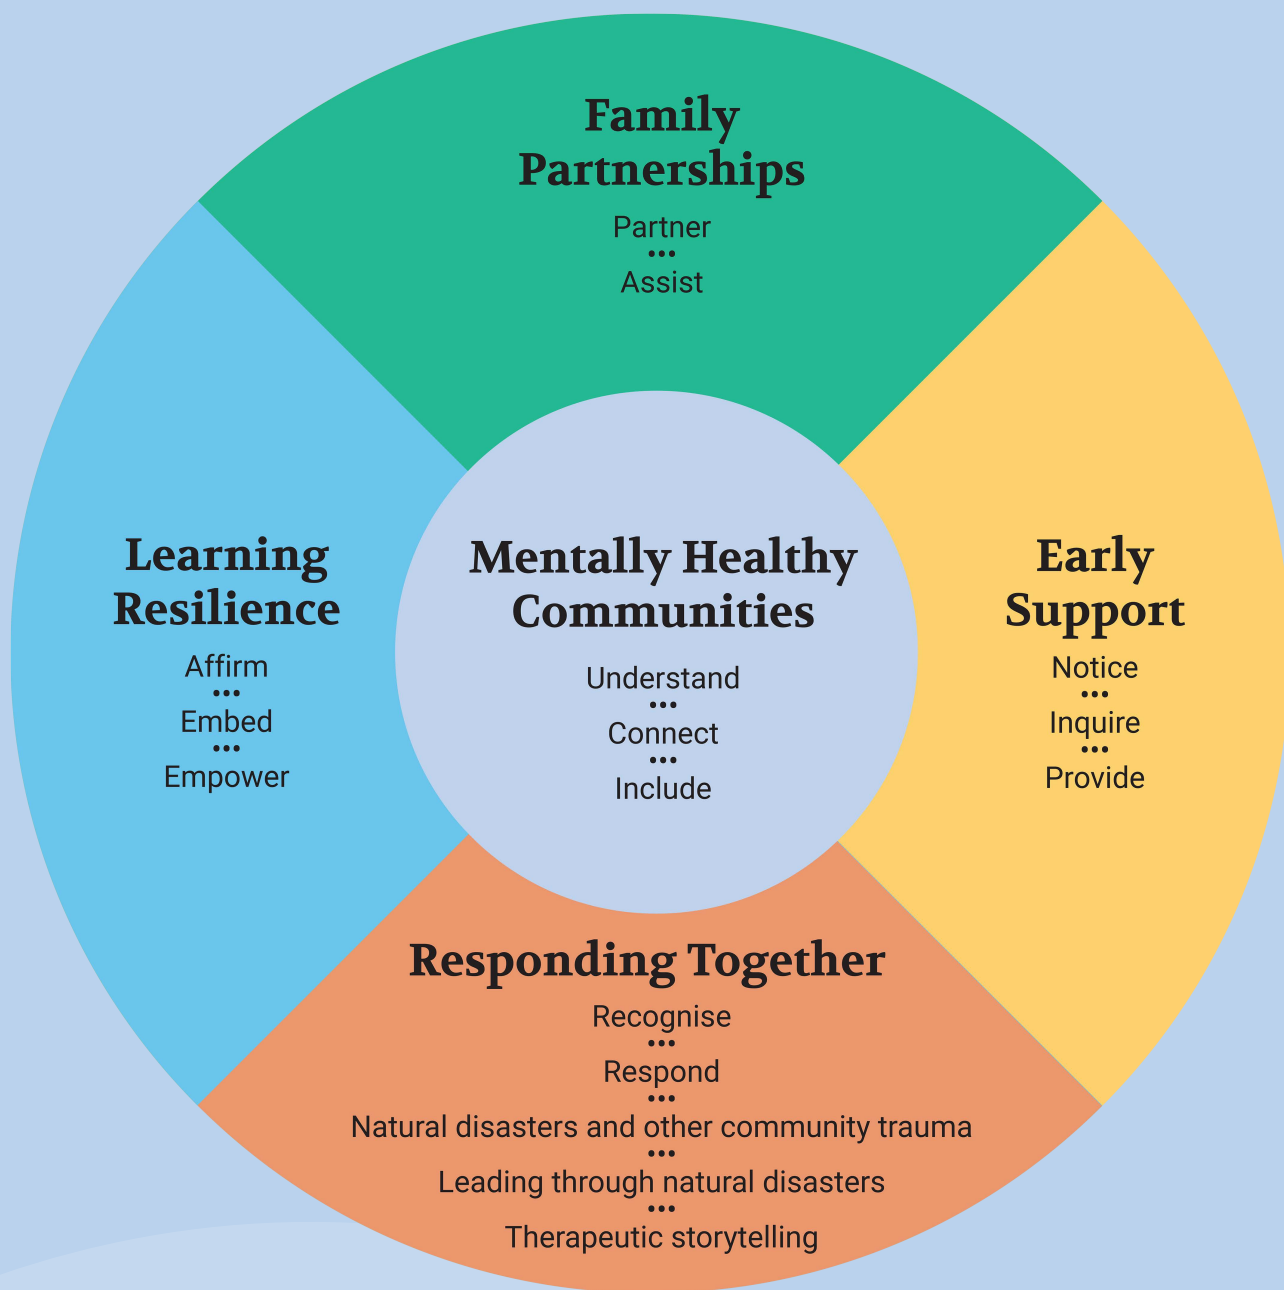 Family
Partnerships
Partner
•••
Assist
Learning
Resilience
Affirm
•••
Embed
•••
Empower
Mentally Healthy
Communities
Understand
•••
Connect
•••
Include
Early
Support
Notice
•••
Inquire
•••
Provide
Responding Together
Recognise
•••
Respond
•••
Natural disasters and other community trauma
•••
Leading through natural disasters
•••
Therapeutic storytelling